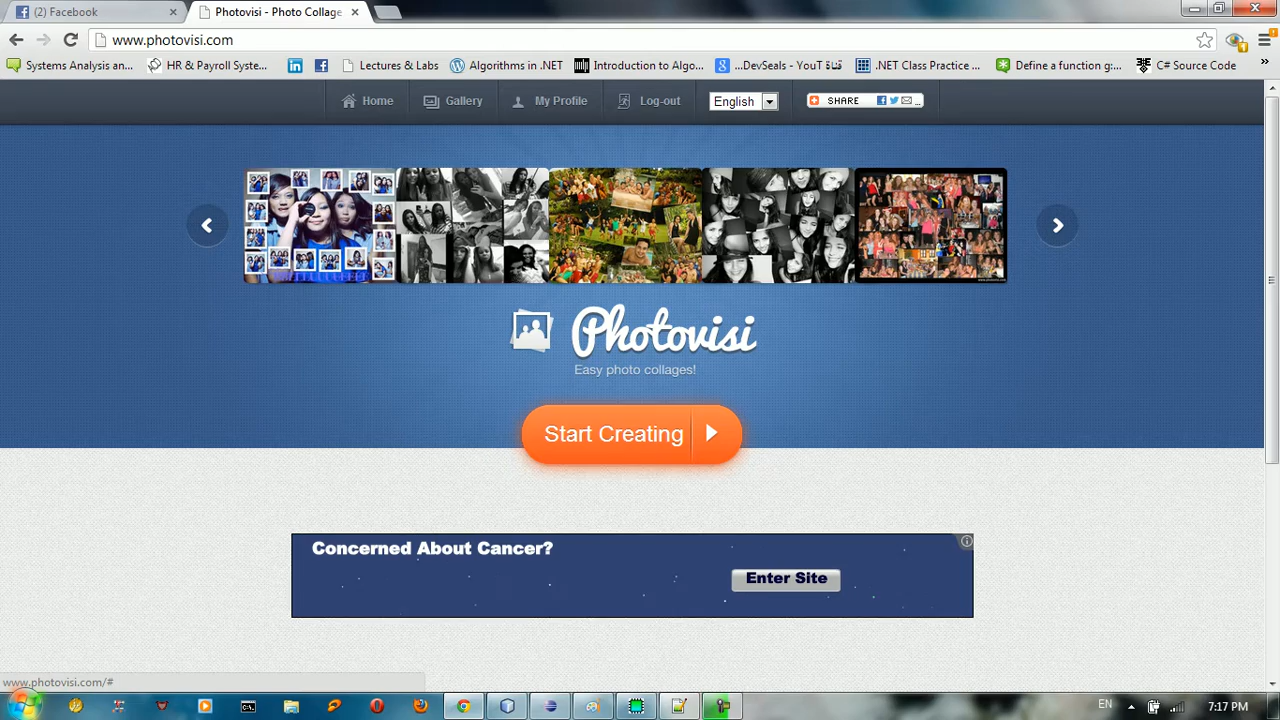 (2) Facebook
Photovisi - Photo Collage
www.photovisi.com
Systems Analysis an...
HR & Payroll Syste...
Lectures & Labs
Algorithms in .NET
Introduction to Algo...
.NET Class Practice ...
Define a function g...
C# Source Code
Home
Gallery
My Profile
Log-out
English
SHARE
Photovisi
Easy photo collages!
Start Creating
Concerned About Cancer?
Enter Site
www.photovisi.com/#
EN
7:17 PM